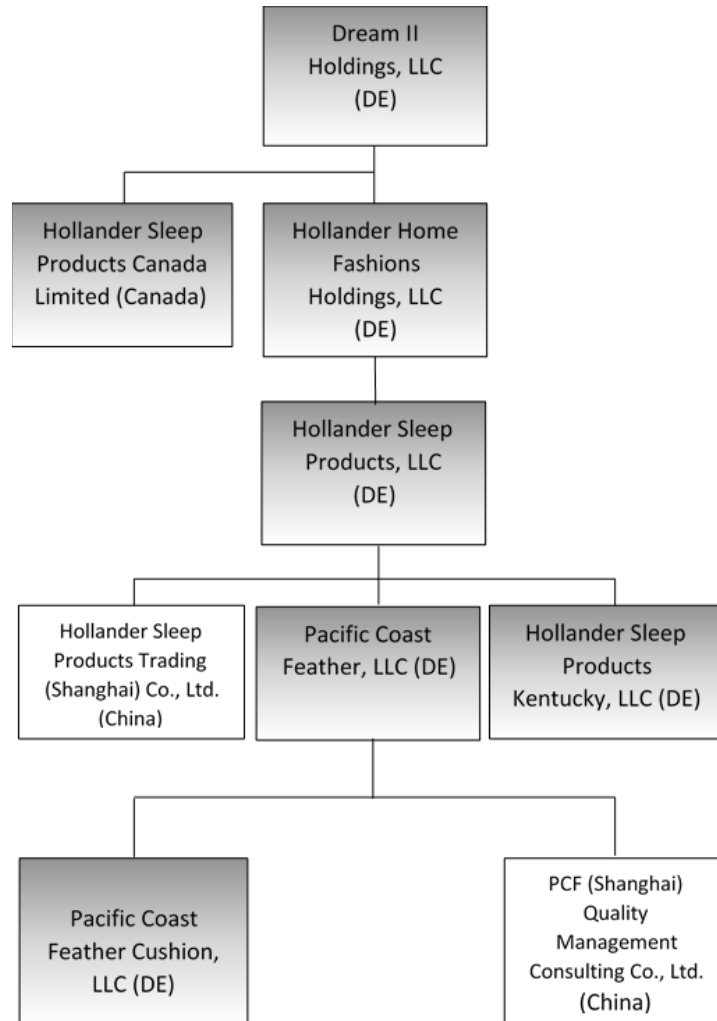 Dream II
Holdings, LLC
(DE)
Hollander Sleep
Products Canada
Limited (Canada)
Hollander Home
Fashions
Holdings, LLC
(DE)
Hollander Sleep
Products, LLC
(DE)
Hollander Sleep
Products Trading
(Shanghai) Co., Ltd.
(China)
Pacific Coast
Feather, LLC (DE)
Hollander Sleep
Products
Kentucky, LLC (DE)
Pacific Coast
Feather Cushion,
LLC (DE)
PCF (Shanghai)
Quality
Management
Consulting Co., Ltd.
(China)